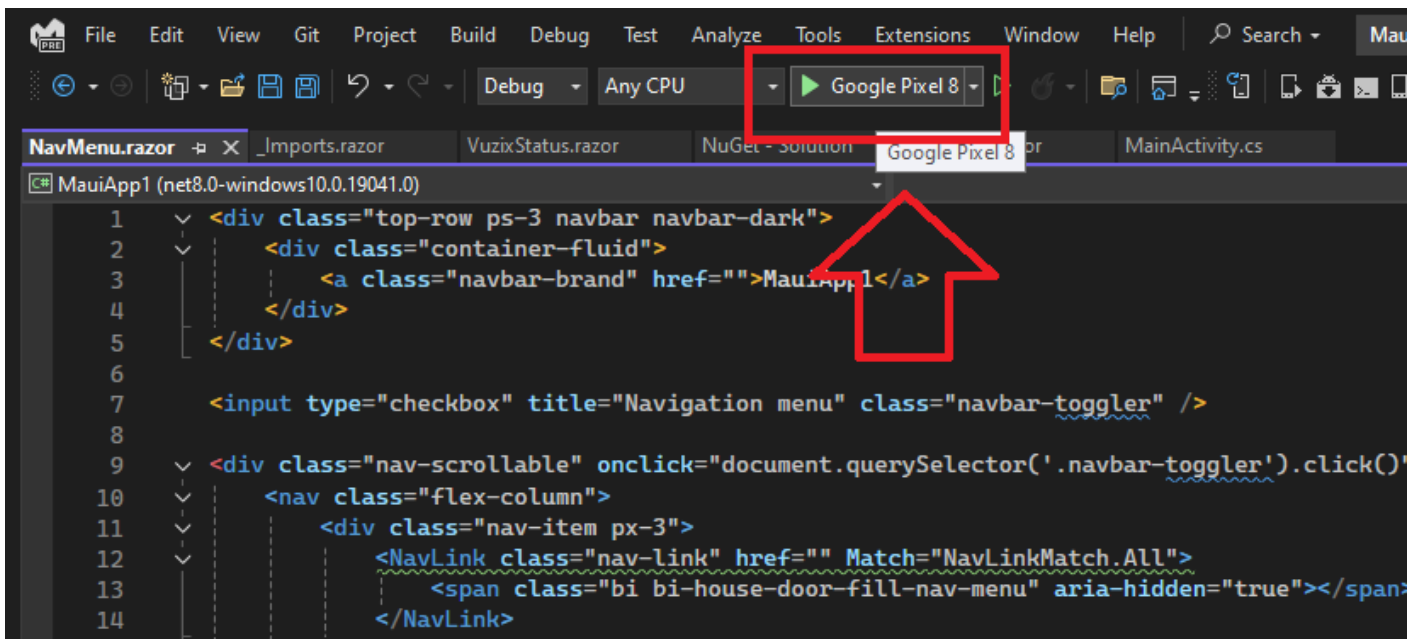 PRE File Edit View Git Project Build Debug Test Analyze Tools Extensions Window Help Search Mau
Debug Any CPU Google Pixel 8
NavMenu.razor _Imports.razor VuzixStatus.razor NuGet - Solution or MainActivity.cs
Google Pixel 8
C# MauiApp1 (net8.0-windows10.0.19041.0)
1 <div class="top-row ps-3 navbar navbar-dark">
2 <div class="container-fluid">
3 <a class="navbar-brand" href="">MauiApp1</a>
4 </div>
5 </div>
6
7 <input type="checkbox" title="Navigation menu" class="navbar-toggler" />
8
9 <div class="nav-scrollable" onclick="document.querySelector('.navbar-toggler').click()"
10 <nav class="flex-column">
11 <div class="nav-item px-3">
12 <NavLink class="nav-link" href="" Match="NavLinkMatch.All">
13 <span class="bi bi-house-door-fill-nav-menu" aria-hidden="true"></span>
14 </NavLink>